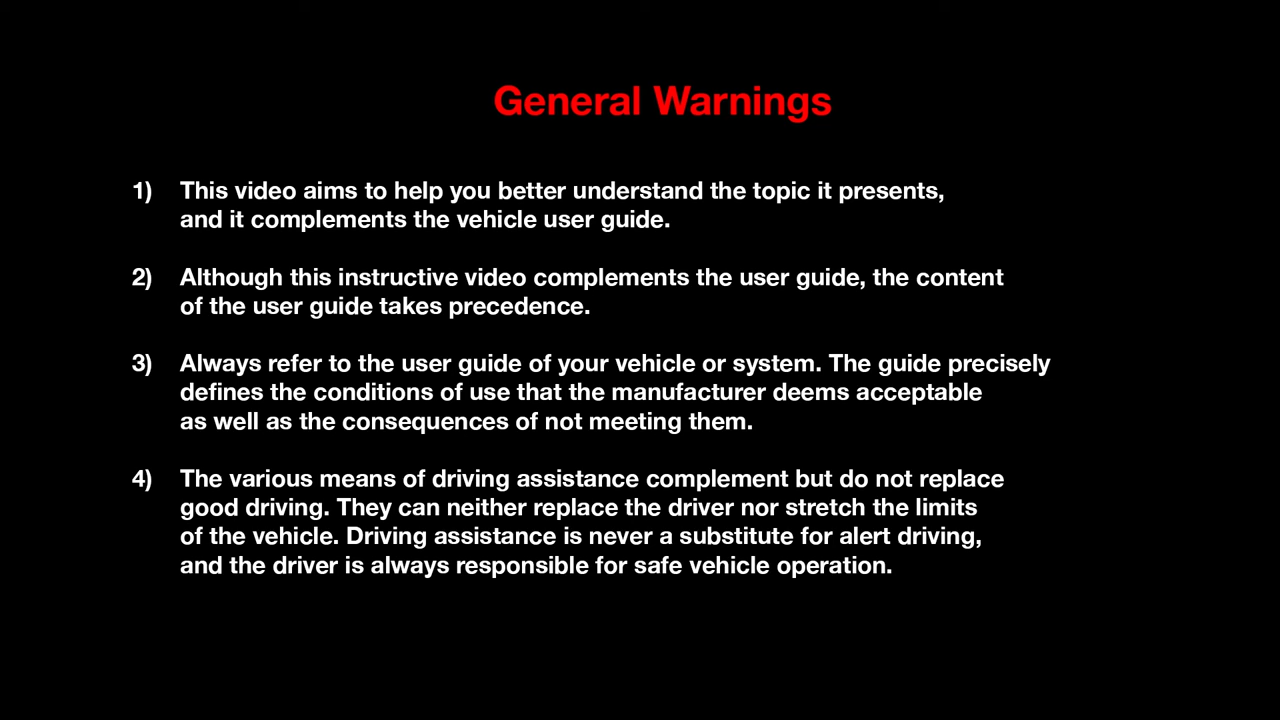 General Warnings
1) This video aims to help you better understand the topic it presents,
and it complements the vehicle user guide.
2) Although this instructive video complements the user guide, the content
of the user guide takes precedence.
3) Always refer to the user guide of your vehicle or system. The guide precisely
defines the conditions of use that the manufacturer deems acceptable
as well as the consequences of not meeting them.
4) The various means of driving assistance complement but do not replace
good driving. They can neither replace the driver nor stretch the limits
of the vehicle. Driving assistance is never a substitute for alert driving,
and the driver is always responsible for safe vehicle operation.